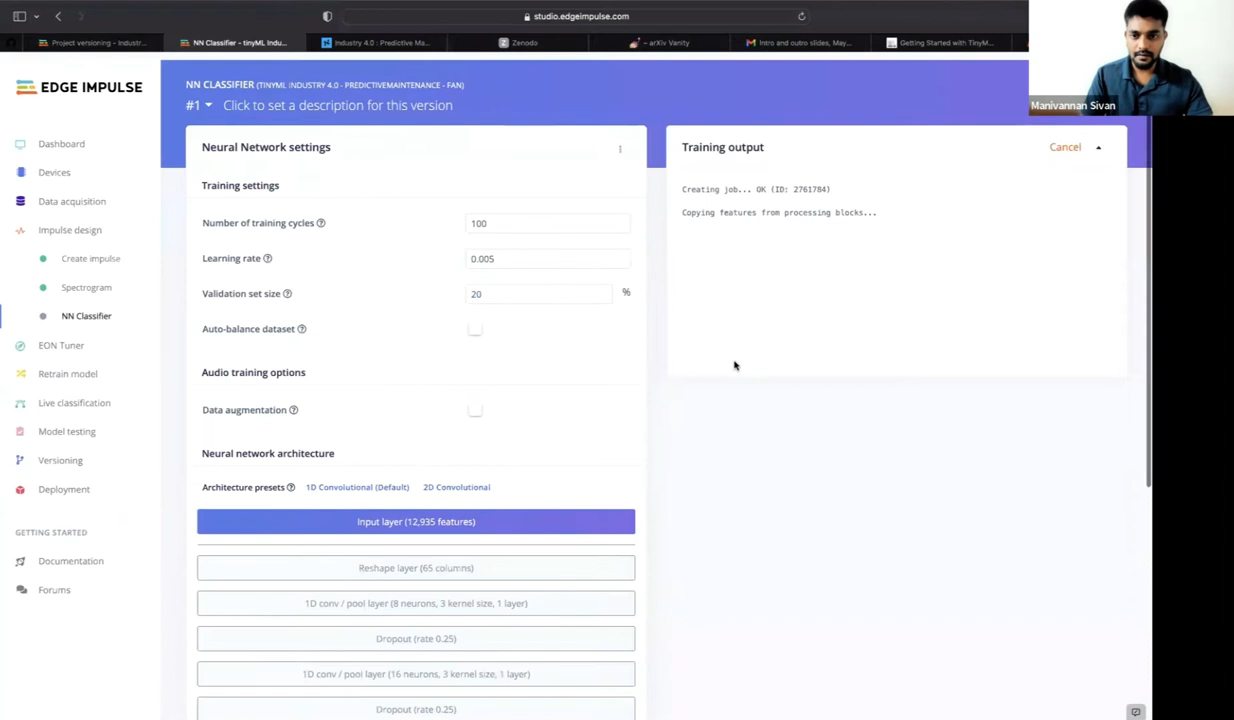 studio.edgeimpulse.com
Project versioning - Industr...
NN Classifier - tinyML, Indu...
Industry 4.0 : Predictive Ma...
Zenodo
– arXiv Vanity
Intro and outro slides, May...
Getting Started with TinyM...
Manivannan Sivan
EDGE IMPULSE
Dashboard
Devices
Data acquisition
Impulse design
Create impulse
Spectrogram
NN Classifier
EON Tuner
Retrain model
Live classification
Model testing
Versioning
Deployment
GETTING STARTED
Documentation
Forums
NN CLASSIFIER (TINYML INDUSTRY 4.0 - PREDICTIVEMAINTENANCE - FAN)
#1 Click to set a description for this version
Neural Network settings
Training settings
Number of training cycles ? 100
Learning rate ? 0.005
Validation set size ? 20 %
Auto-balance dataset ?
Audio training options
Data augmentation ?
Neural network architecture
Architecture presets ? 1D Convolutional (Default) 2D Convolutional
Input layer (12,935 features)
Reshape layer (65 columns)
1D conv / pool layer (8 neurons, 3 kernel size, 1 layer)
Dropout (rate 0.25)
1D conv / pool layer (16 neurons, 3 kernel size, 1 layer)
Dropout (rate 0.25)
Training output
Cancel
Creating job... OK (ID: 2761784)
Copying features from processing blocks...